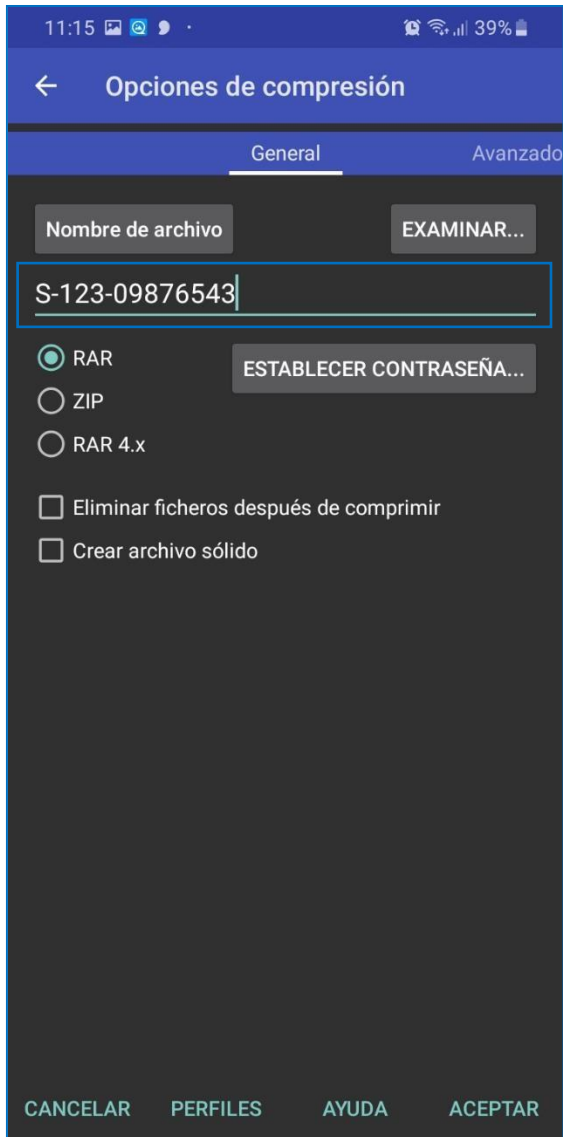 11:15 39%
Opciones de compresión
General Avanzado
Nombre de archivo EXAMINAR...
S-123-09876543
RAR ESTABLECER CONTRASEÑA...
ZIP
RAR 4.x
Eliminar ficheros después de comprimir
Crear archivo sólido
CANCELAR PERFILES AYUDA ACEPTAR